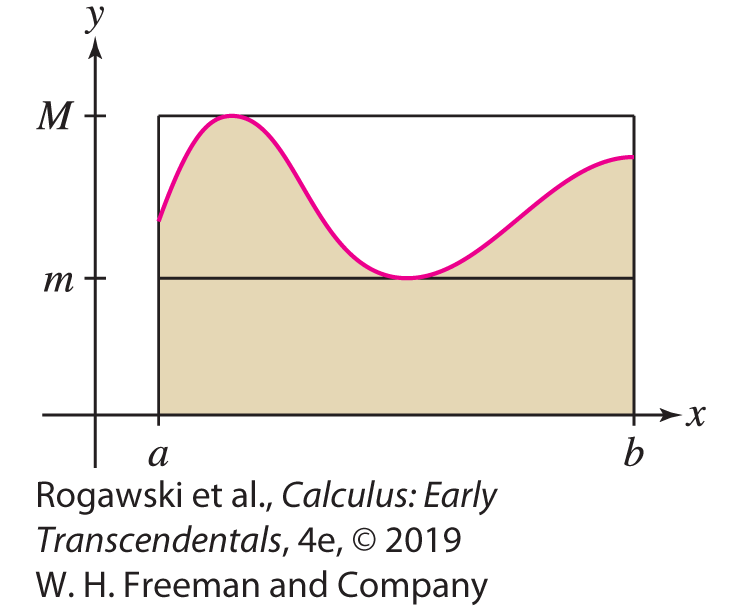 y
M
m
x
a b
Rogawski et al., Calculus: Early
Transcendentals, 4e, © 2019
W. H. Freeman and Company